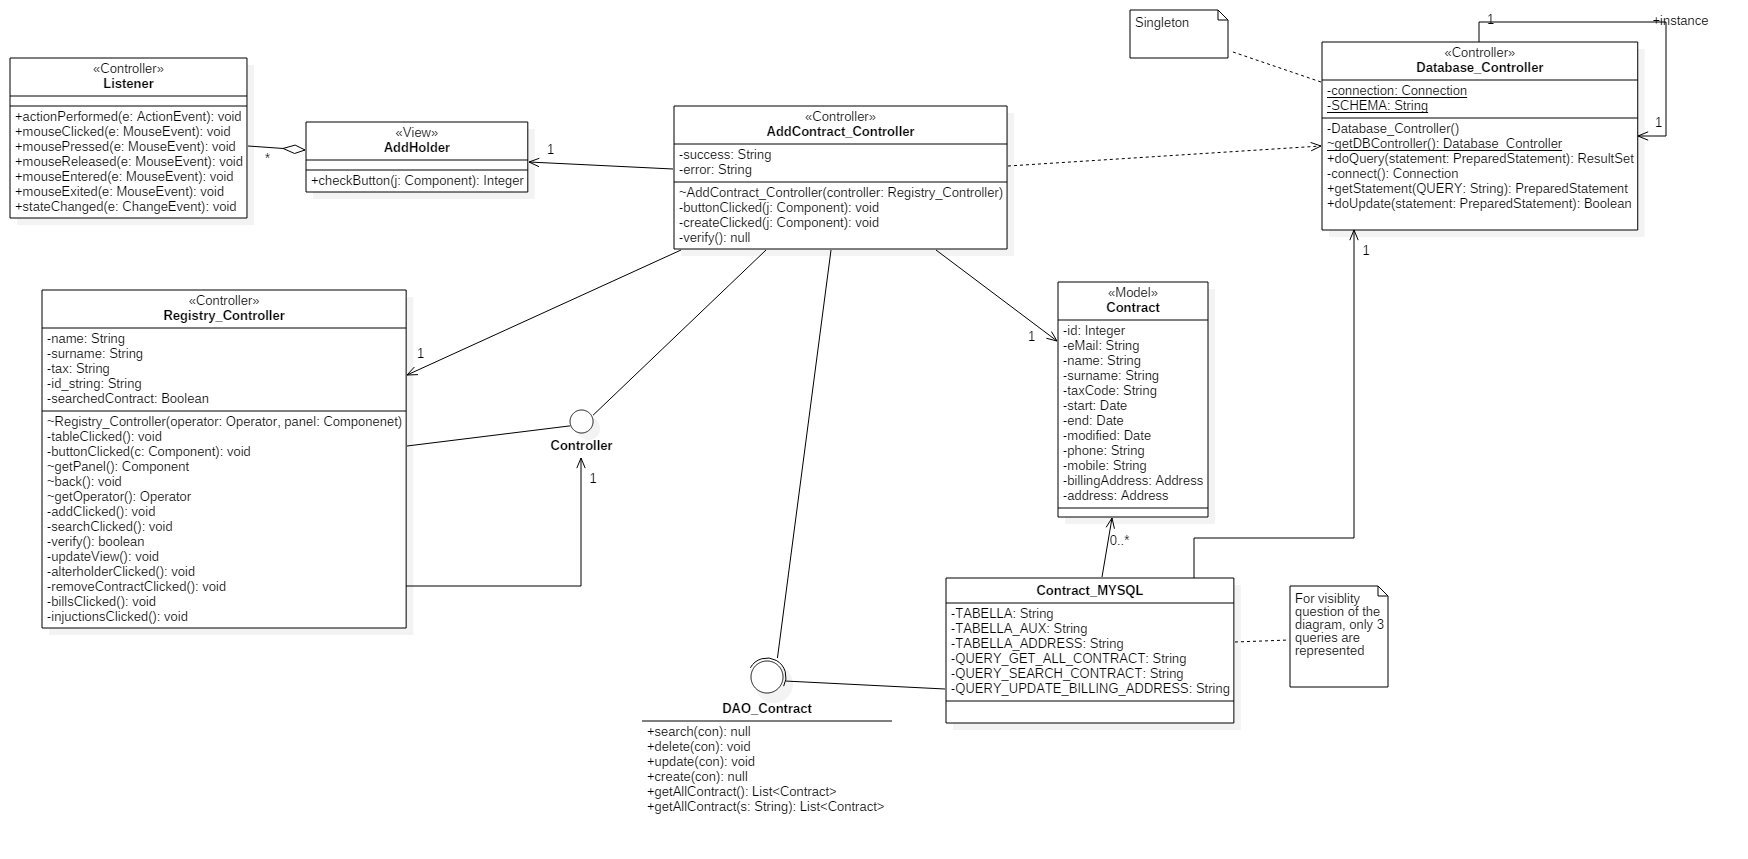 Singleton
1
+instance
«Controller»
Database_Controller
-connection: Connection
-SCHEMA: String
-Database_Controller()
~getDBController(): Database_Controller
+doQuery(statement: PreparedStatement): ResultSet
-connect(): Connection
+getStatement(QUERY: String): PreparedStatement
+doUpdate(statement: PreparedStatement): Boolean
1
1
«Controller»
Listener
+actionPerformed(e: ActionEvent): void
+mouseClicked(e: MouseEvent): void
+mousePressed(e: MouseEvent): void
+mouseReleased(e: MouseEvent): void
+mouseEntered(e: MouseEvent): void
+mouseExited(e: MouseEvent): void
+stateChanged(e: ChangeEvent): void
*
«View»
AddHolder
+checkButton(j: Component): Integer
1
«Controller»
AddContract_Controller
-success: String
-error: String
~AddContract_Controller(controller: Registry_Controller)
-buttonClicked(j: Component): void
-createClicked(j: Component): void
-verify(): null
«Controller»
Registry_Controller
-name: String
-surname: String
-tax: String
-id_string: String
-searchedContract: Boolean
~Registry_Controller(operator: Operator, panel: Componenet)
-tableClicked(): void
-buttonClicked(c: Component): void
~getPanel(): Component
~back(): void
~getOperator(): Operator
-addClicked(): void
-searchClicked(): void
-verify(): boolean
-updateView(): void
-alterholderClicked(): void
-removeContractClicked(): void
-billsClicked(): void
-injuctionsClicked(): void
1
Controller
1
1
«Model»
Contract
-id: Integer
-eMail: String
-name: String
-surname: String
-taxCode: String
-start: Date
-end: Date
-modified: Date
-phone: String
-mobile: String
-billingAddress: Address
-address: Address
0..*
Contract_MYSQL
-TABELLA: String
-TABELLA_AUX: String
-TABELLA_ADDRESS: String
-QUERY_GET_ALL_CONTRACT: String
-QUERY_SEARCH_CONTRACT: String
-QUERY_UPDATE_BILLING_ADDRESS: String
For visiblity
question of the
diagram, only 3
queries are
represented
DAO_Contract
+search(con): null
+delete(con): void
+update(con): void
+create(con): null
+getAllContract(): List<Contract>
+getAllContract(s: String): List<Contract>